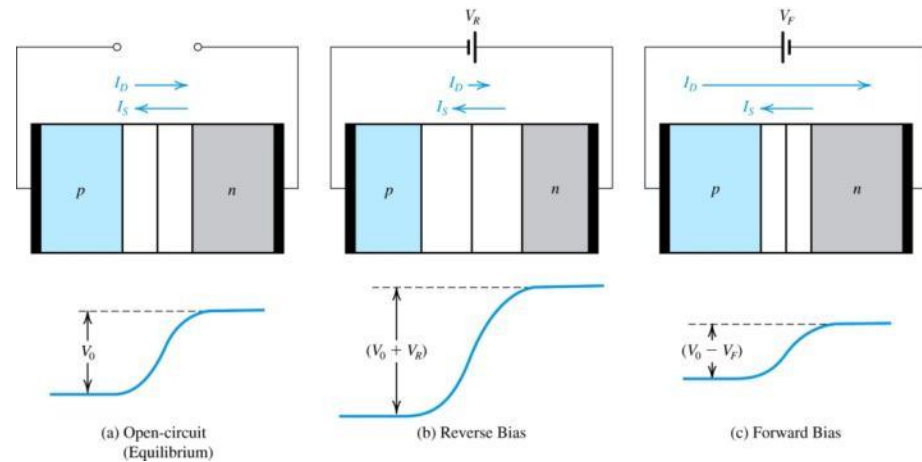 V_R
V_F
I_D
I_S
I_D
I_S
I_D
I_S
p
n
p
n
p
n
V_0
(V_0 + V_R)
(V_0 − V_F)
(a) Open-circuit
(Equilibrium)
(b) Reverse Bias
(c) Forward Bias